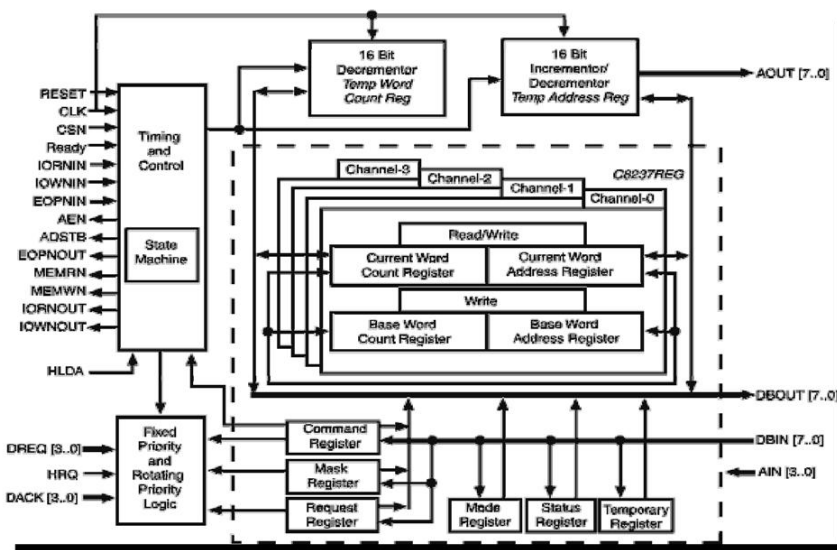 16 Bit
Decrementor
Temp Word
Count Reg
16 Bit
Incrementor/
Decrementor
Temp Address Reg
AOUT [7..0]
RESET
CLK
CSN
Ready
IORNIN
IOWNIN
EOPNIN
AEN
ADSTB
EOPNOUT
MEMRN
MEMWN
IORNOUT
IOWNOUT
HLDA
Timing
and
Control
State
Machine
C8237REG
Channel-3
Channel-2
Channel-1
Channel-0
Read/Write
Current Word
Count Register
Current Word
Address Register
Write
Base Word
Count Register
Base Word
Address Register
DBOUT [7..0]
DREQ [3..0]
HRQ
DACK [3..0]
Fixed
Priority
and
Rotating
Priority
Logic
Command
Register
Mask
Register
Request
Register
Mode
Register
Status
Register
Temporary
Register
DBIN [7..0]
AIN [3..0]